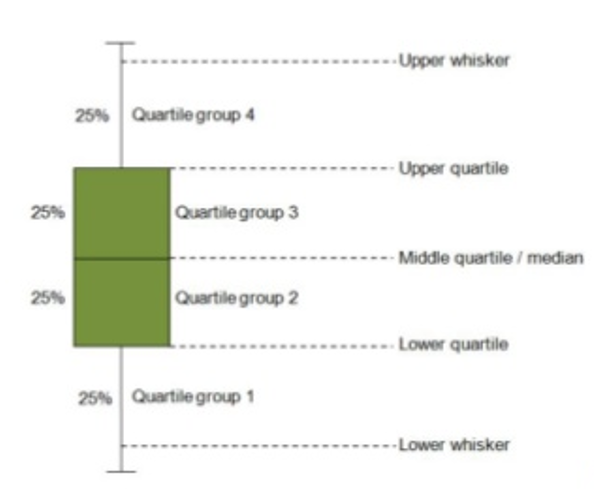 Upper whisker
25% Quartile group 4
Upper quartile
25% Quartile group 3
Middle quartile / median
25% Quartile group 2
Lower quartile
25% Quartile group 1
Lower whisker